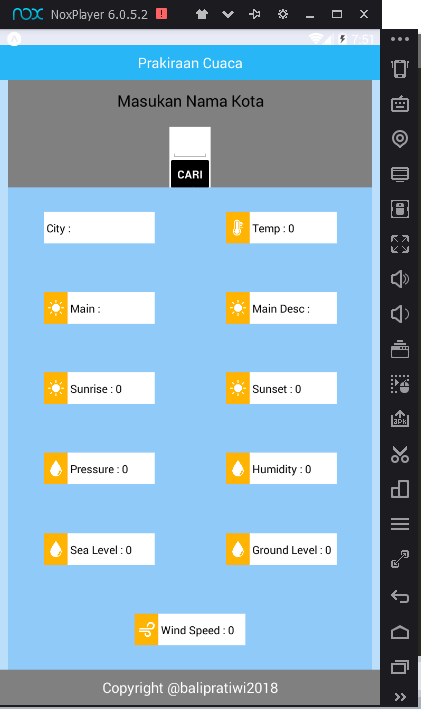 nox NoxPlayer 6.0.5.2
7:51
Prakiraan Cuaca
Masukan Nama Kota
CARI
City :
Temp : 0
Main :
Main Desc :
Sunrise : 0
Sunset : 0
Pressure : 0
Humidity : 0
Sea Level : 0
Ground Level : 0
Wind Speed : 0
Copyright @balipratiwi2018